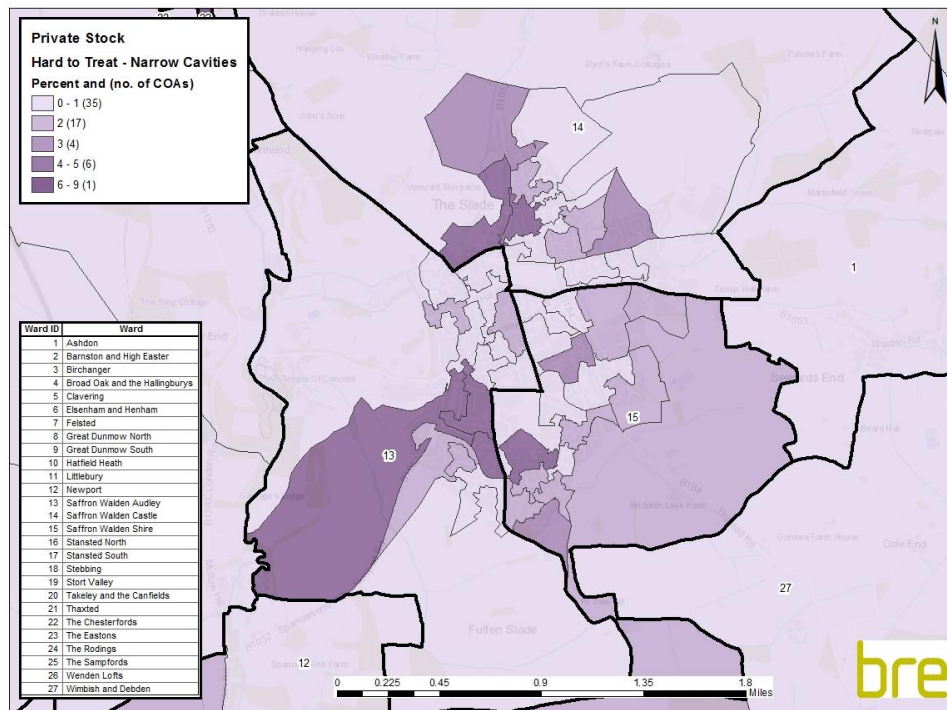 Private Stock
Hard to Treat - Narrow Cavities
Percent and (no. of COAs)
0 - 1 (35)
2 (17)
3 (4)
4 - 5 (6)
6 - 9 (1)
N
14
The Slade
1
15
13
27
12
Fulfen Slade
Cole End
B1053
B184
B1052
Ward ID Ward
1 Ashdon
2 Barnston and High Easter
3 Birchanger
4 Broad Oak and the Hallingburys
5 Clavering
6 Elsenham and Henham
7 Felsted
8 Great Dunmow North
9 Great Dunmow South
10 Hatfield Heath
11 Littlebury
12 Newport
13 Saffron Walden Audley
14 Saffron Walden Castle
15 Saffron Walden Shire
16 Stansted North
17 Stansted South
18 Stebbing
19 Stort Valley
20 Takeley and the Canfields
21 Thaxted
22 The Chesterfords
23 The Eastons
24 The Rodings
25 The Sampfords
26 Wenden Lofts
27 Wimbish and Debden
0 0.225 0.45 0.9 1.35 1.8
Miles
bre